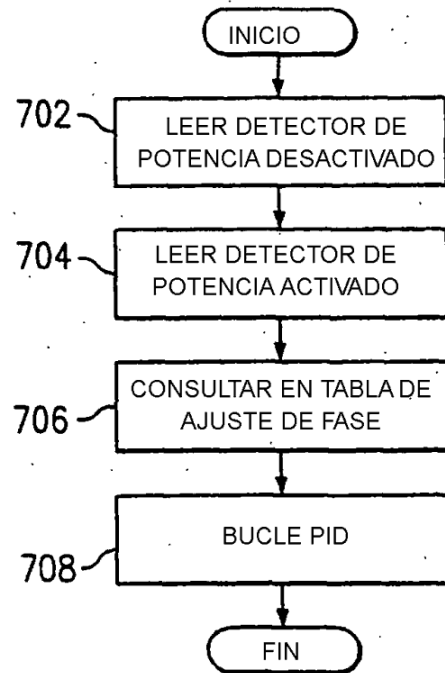 INICIO
702
LEER DETECTOR DE
POTENCIA DESACTIVADO
704
LEER DETECTOR DE
POTENCIA ACTIVADO
706
CONSULTAR EN TABLA DE
AJUSTE DE FASE
708
BUCLE PID
FIN